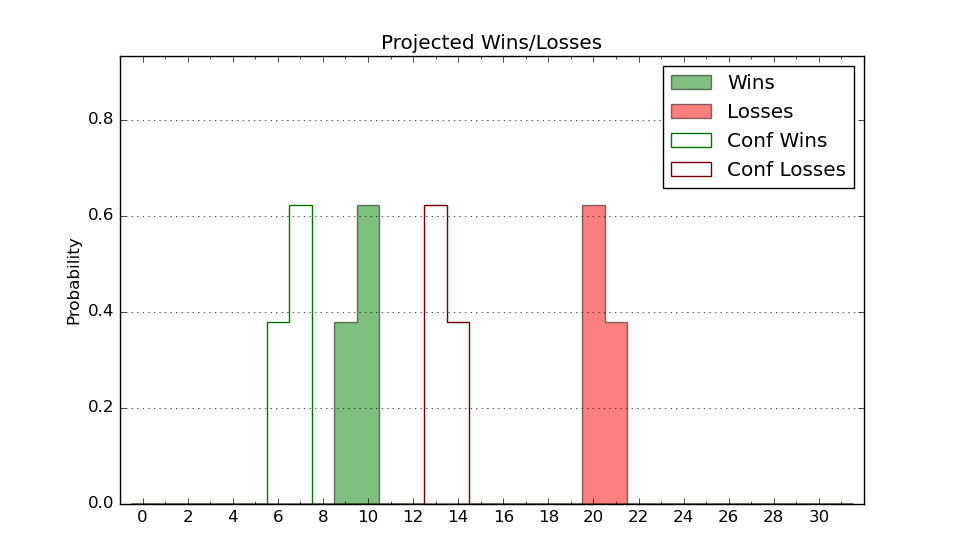 Projected Wins/Losses
Wins
Losses
Conf Wins
Conf Losses
Probability
0.8
0.6
0.4
0.2
0.0
0 2 4 6 8 10 12 14 16 18 20 22 24 26 28 30